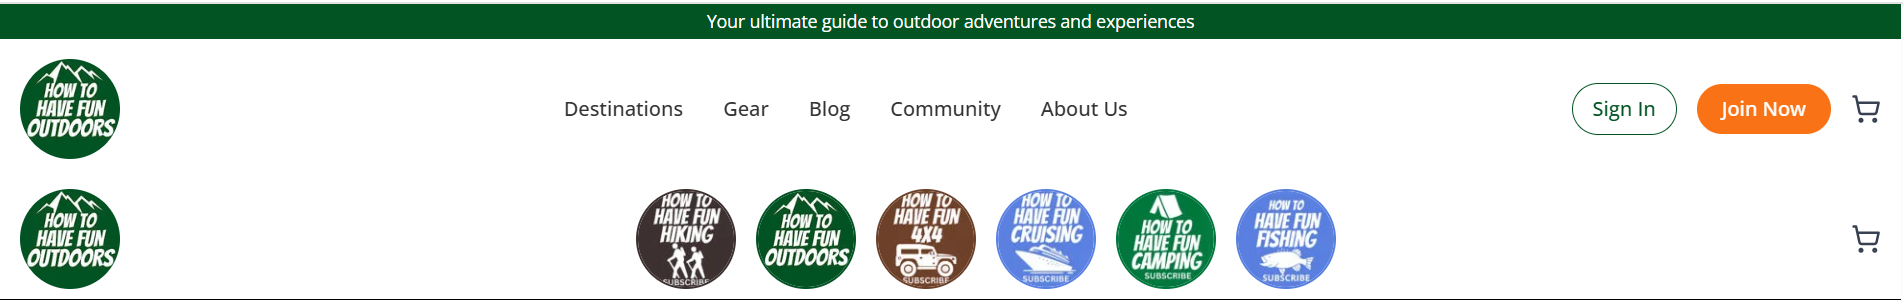 Your ultimate guide to outdoor adventures and experiences
HOW TO
HAVE FUN
OUTDOORS
Destinations Gear Blog Community About Us
Sign In
Join Now
HOW TO
HAVE FUN
OUTDOORS
HOW TO
HAVE FUN
HIKING
SUBSCRIBE
HOW TO
HAVE FUN
OUTDOORS
HOW TO
HAVE FUN
4X4
SUBSCRIBE
HOW TO
HAVE FUN
CRUISING
SUBSCRIBE
HOW TO
HAVE FUN
CAMPING
SUBSCRIBE
HOW TO
HAVE FUN
FISHING
SUBSCRIBE